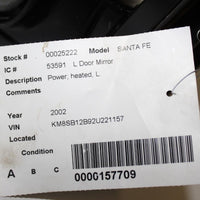 Stock # 00025222 Model SANTA FE
IC # 53591 L Door Mirror
Description Power, heated, L
Comments
Year 2002
VIN KM8SB12B92U221157
Located
Condition
A B C 0000157709